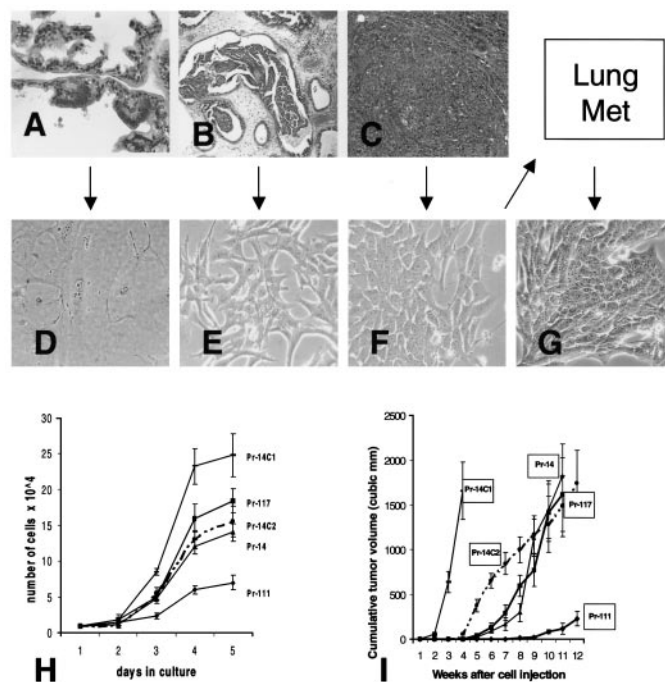 A
B
C
Lung
Met
D
E
F
G
number of cells x 10^4
30
25
20
15
10
5
0
1 2 3 4 5
days in culture
Pr-14C1
Pr-117
Pr-14C2
Pr-14
Pr-111
H
Cumulative tumor volume (cubic mm)
2500
2000
1500
1000
500
0
1 2 3 4 5 6 7 8 9 10 11 12
Weeks after cell injection
Pr-14C1
Pr-14
Pr-117
Pr-14C2
Pr-111
I